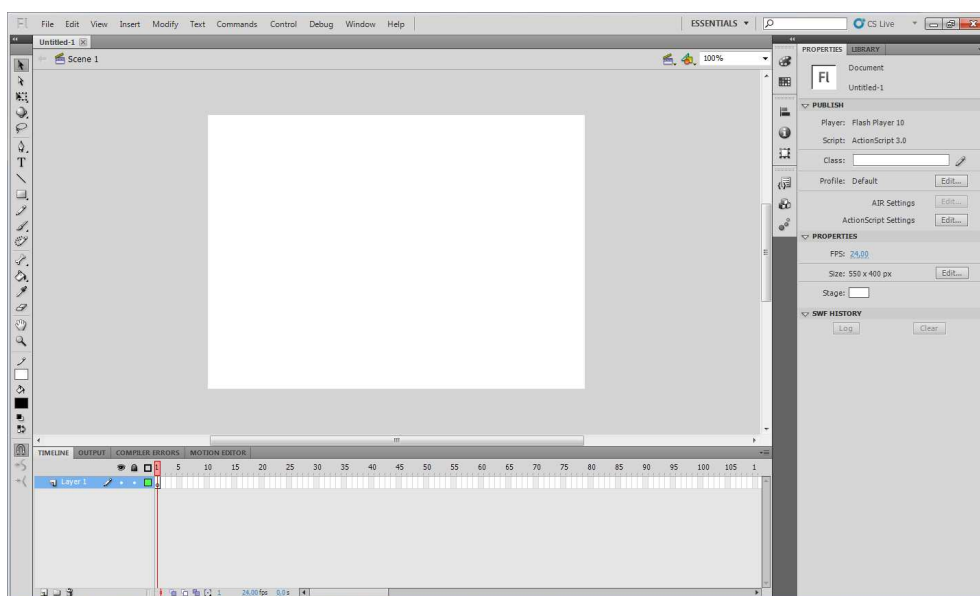 Fl File Edit View Insert Modify Text Commands Control Debug Window Help ESSENTIALS CS Live
Untitled-1
Scene 1 100%
PROPERTIES LIBRARY
Fl Document
Untitled-1
PUBLISH
Player: Flash Player 10
Script: ActionScript 3.0
Class:
Profile: Default Edit...
AIR Settings Edit...
ActionScript Settings Edit...
PROPERTIES
FPS: 24,00
Size: 550 x 400 px Edit...
Stage:
SWF HISTORY
Log Clear
T
TIMELINE OUTPUT COMPILER ERRORS MOTION EDITOR
1 5 10 15 20 25 30 35 40 45 50 55 60 65 70 75 80 85 90 95 100 105 1
Layer 1
1 24,00 fps 0,0 s